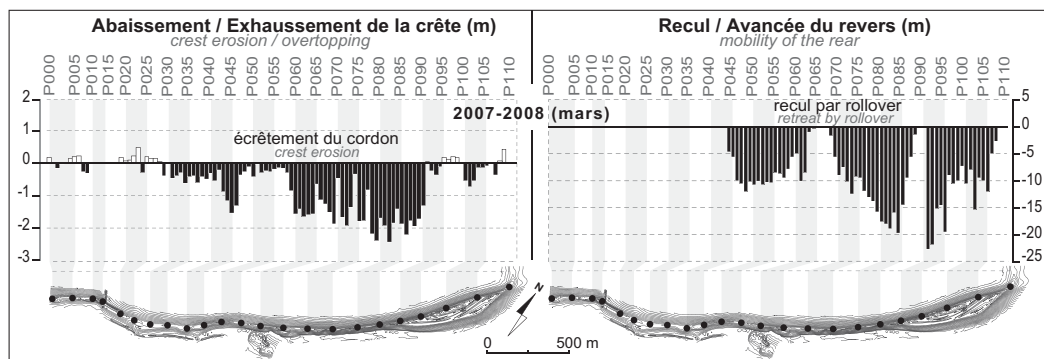 Abaissement / Exhaussement de la crête (m)
crest erosion / overtopping
P000
P005
P010
P015
P020
P025
P030
P035
P040
P045
P050
P055
P060
P065
P070
P075
P080
P085
P090
P095
P100
P105
P110
2
1
0
-1
-2
-3
écrêtement du cordon
crest erosion
2007-2008 (mars)
Recul / Avancée du revers (m)
mobility of the rear
P000
P005
P010
P015
P020
P025
P030
P035
P040
P045
P050
P055
P060
P065
P070
P075
P080
P085
P090
P095
P100
P105
P110
recul par rollover
retreat by rollover
5
0
-5
-10
-15
-20
-25
N
0 500 m